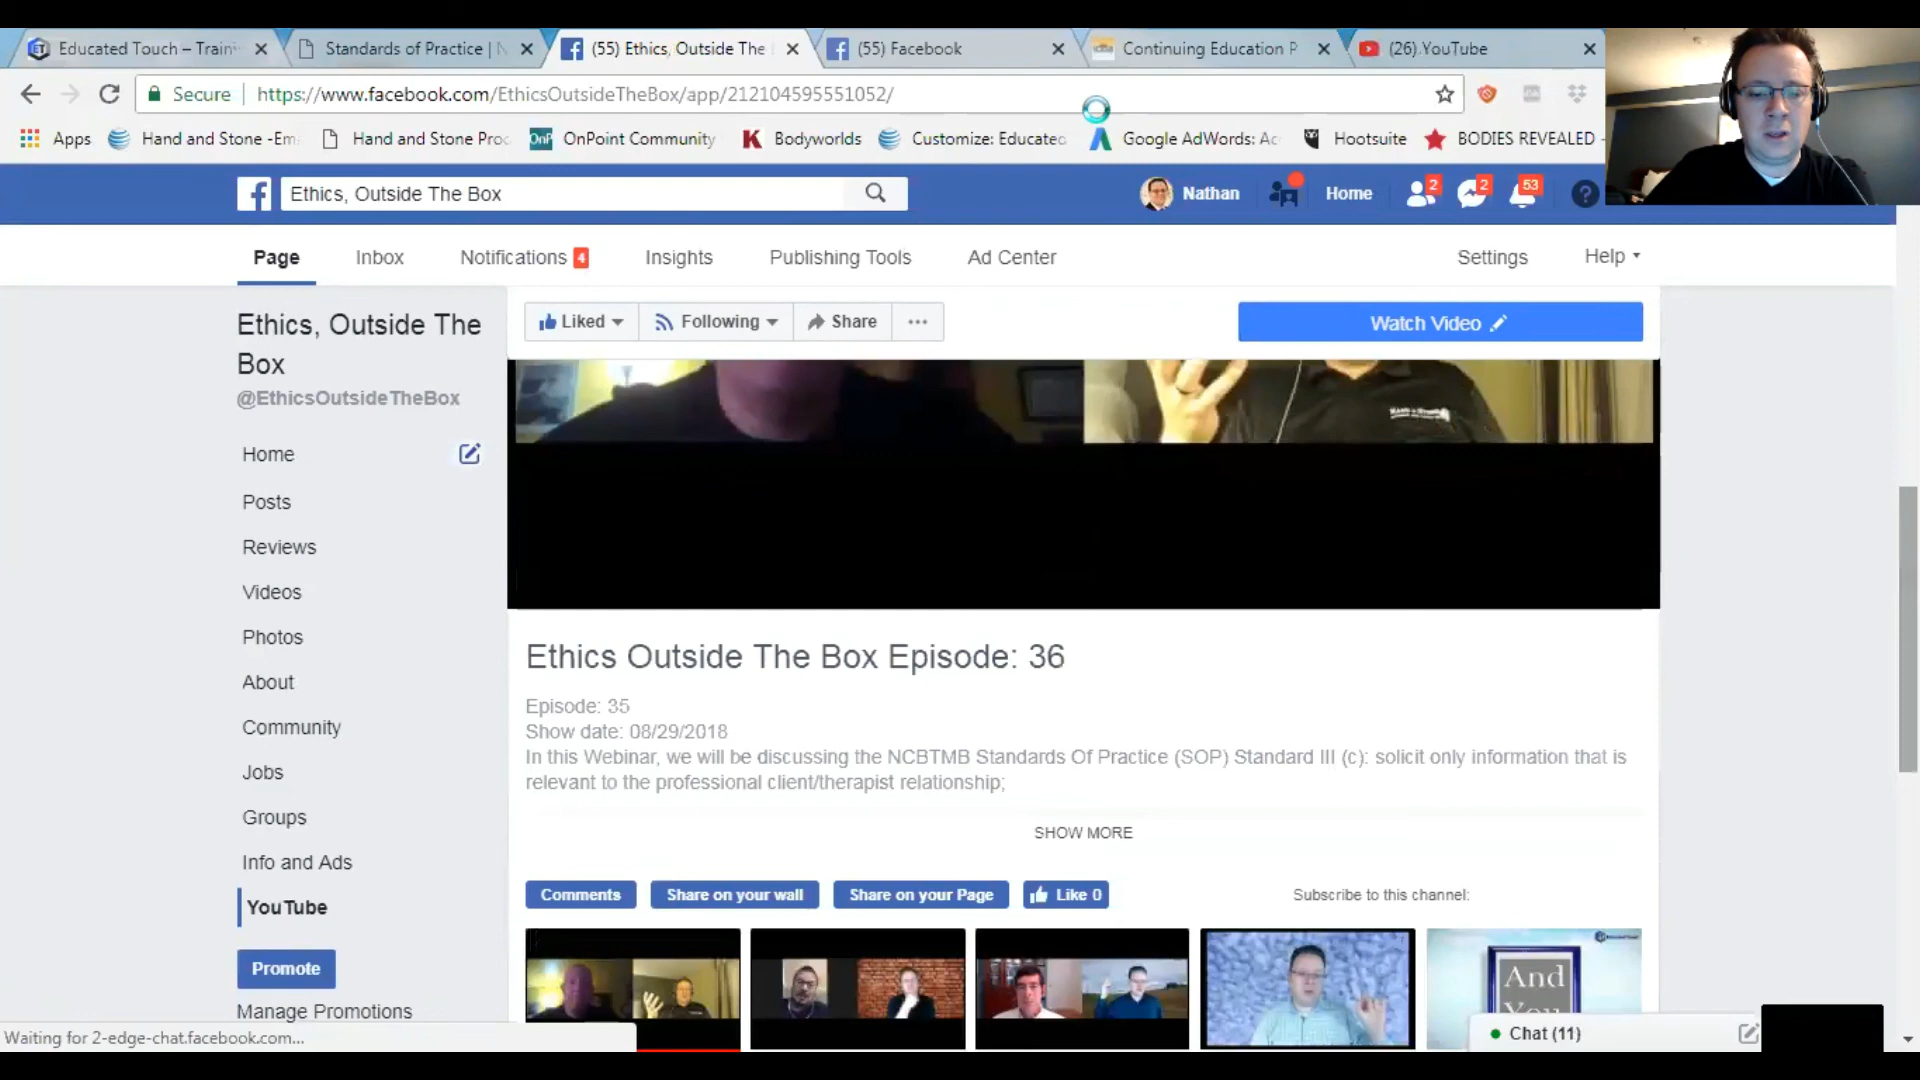 Educated Touch – Traini
Standards of Practice | N
(55) Ethics, Outside The
(55) Facebook
Continuing Education P
(26) YouTube
Secure
https://www.facebook.com/EthicsOutsideTheBox/app/212104595551052/
Apps
Hand and Stone -Em
Hand and Stone Proc
OnP
OnPoint Community
K Bodyworlds
Customize: Educated
Google AdWords: Ac
Hootsuite
BODIES REVEALED -
Ethics, Outside The Box
Nathan
Home
2
2
53
Page
Inbox
Notifications 4
Insights
Publishing Tools
Ad Center
Settings
Help
Ethics, Outside The
Box
@EthicsOutsideTheBox
Liked
Following
Share
Watch Video
Home
Posts
Reviews
Videos
Photos
About
Community
Jobs
Groups
Info and Ads
YouTube
Promote
Manage Promotions
Ethics Outside The Box Episode: 36
Episode: 35
Show date: 08/29/2018
In this Webinar, we will be discussing the NCBTMB Standards Of Practice (SOP) Standard III (c): solicit only information that is
relevant to the professional client/therapist relationship;
SHOW MORE
Comments
Share on your wall
Share on your Page
Like 0
Subscribe to this channel:
And
You
Chat (11)
Waiting for 2-edge-chat.facebook.com...